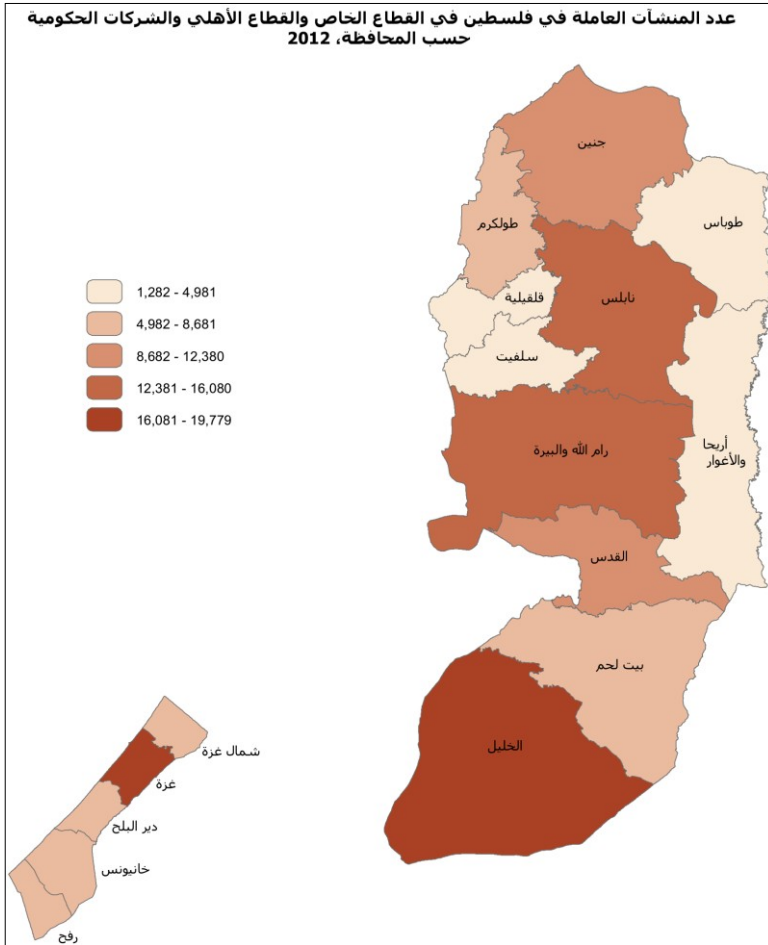 عدد المنشآت العاملة في فلسطين في القطاع الخاص والقطاع الأهلي والشركات الحكومية
حسب المحافظة، 2012
جنين
طوباس
طولكرم
نابلس
قلقيلية
سلفيت
1,282 - 4,981
4,982 - 8,681
8,682 - 12,380
12,381 - 16,080
16,081 - 19,779
أريحا
والأغوار
رام الله والبيرة
القدس
بيت لحم
الخليل
شمال غزة
غزة
دير البلح
خانيونس
رفح